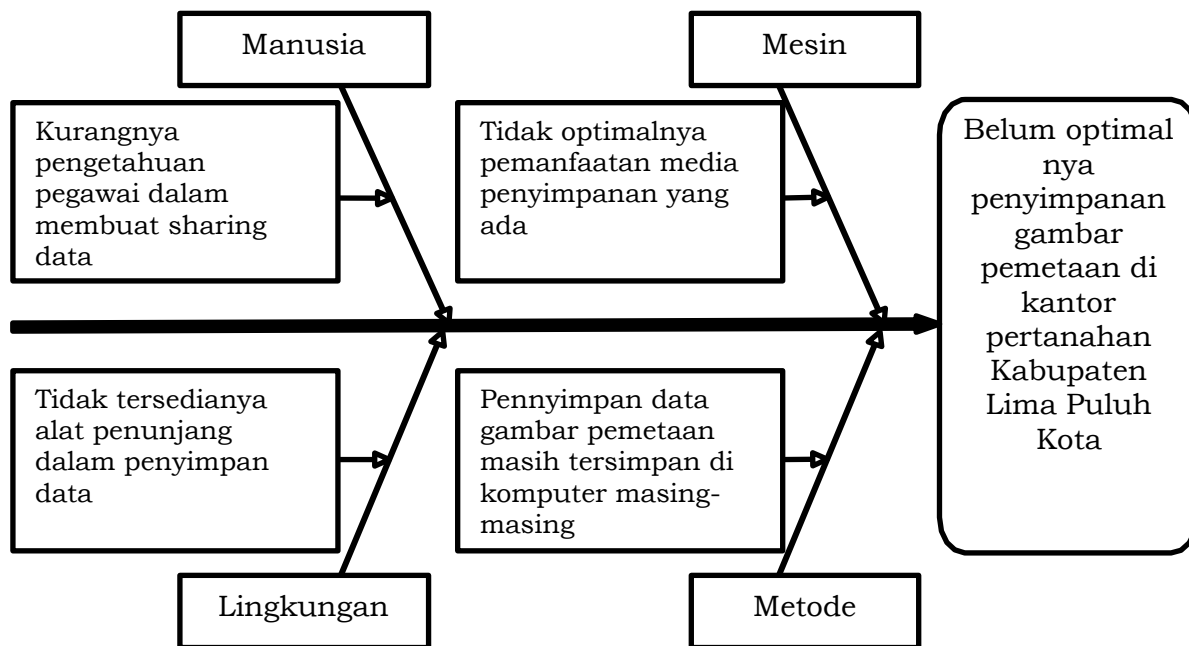 Manusia
Mesin
Kurangnya
pengetahuan
pegawai dalam
membuat sharing
data
Tidak optimalnya
pemanfaatan media
penyimpanan yang
ada
Belum optimal
nya
penyimpanan
gambar
pemetaan di
kantor
pertanahan
Kabupaten
Lima Puluh
Kota
Tidak tersedianya
alat penunjang
dalam penyimpan
data
Pennyimpan data
gambar pemetaan
masih tersimpan di
komputer masing-
masing
Lingkungan
Metode